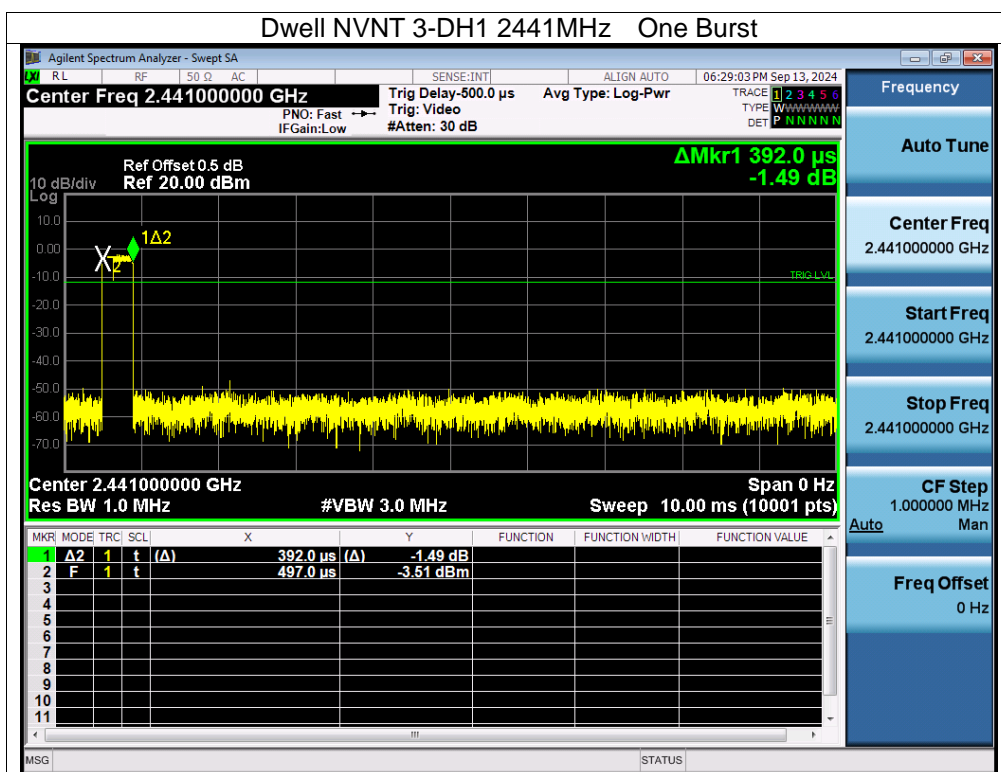 Dwell NVNT 3-DH1 2441MHz One Burst
Agilent Spectrum Analyzer - Swept SA
LXI RL RF 50 Ω AC SENSE:INT ALIGN AUTO 06:29:03 PM Sep 13, 2024
Center Freq 2.441000000 GHz
PNO: Fast
IFGain:Low
Trig Delay-500.0 µs
Trig: Video
#Atten: 30 dB
Avg Type: Log-Pwr
TRACE 1 2 3 4 5 6
TYPE WWWWWWW
DET P N N N N N
Ref Offset 0.5 dB
10 dB/div Ref 20.00 dBm
Log
ΔMkr1 392.0 µs
-1.49 dB
10.0
0.00
-10.0
-20.0
-30.0
-40.0
-50.0
-60.0
-70.0
1Δ2
X2
TRIG LVL
Center 2.441000000 GHz Span 0 Hz
Res BW 1.0 MHz #VBW 3.0 MHz Sweep 10.00 ms (10001 pts)
MKR MODE TRC SCL X Y FUNCTION FUNCTION WIDTH FUNCTION VALUE
1 Δ2 1 t (Δ) 392.0 µs (Δ) -1.49 dB
2 F 1 t 497.0 µs -3.51 dBm
3
4
5
6
7
8
9
10
11
MSG STATUS
Frequency
Auto Tune
Center Freq
2.441000000 GHz
Start Freq
2.441000000 GHz
Stop Freq
2.441000000 GHz
CF Step
1.000000 MHz
Auto Man
Freq Offset
0 Hz